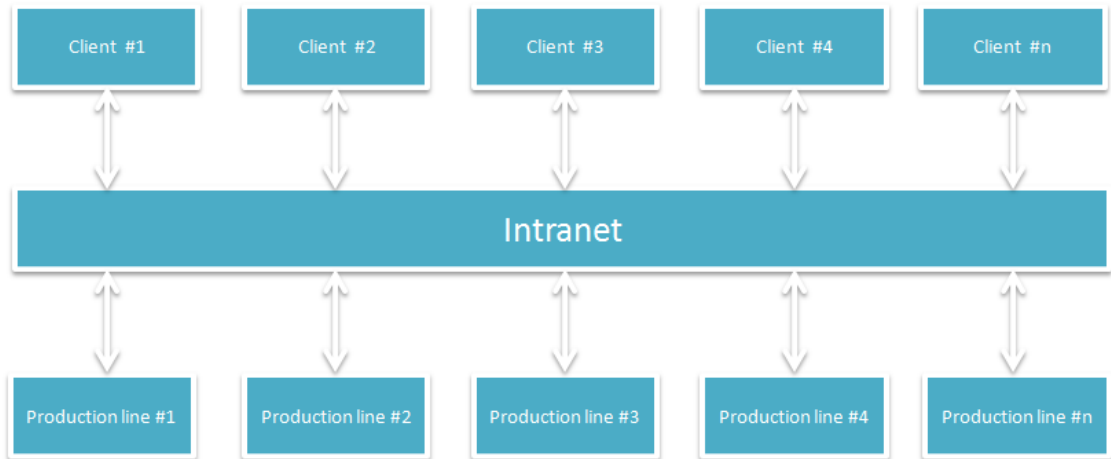 Client #1
Client #2
Client #3
Client #4
Client #n
Intranet
Production line #1
Production line #2
Production line #3
Production line #4
Production line #n